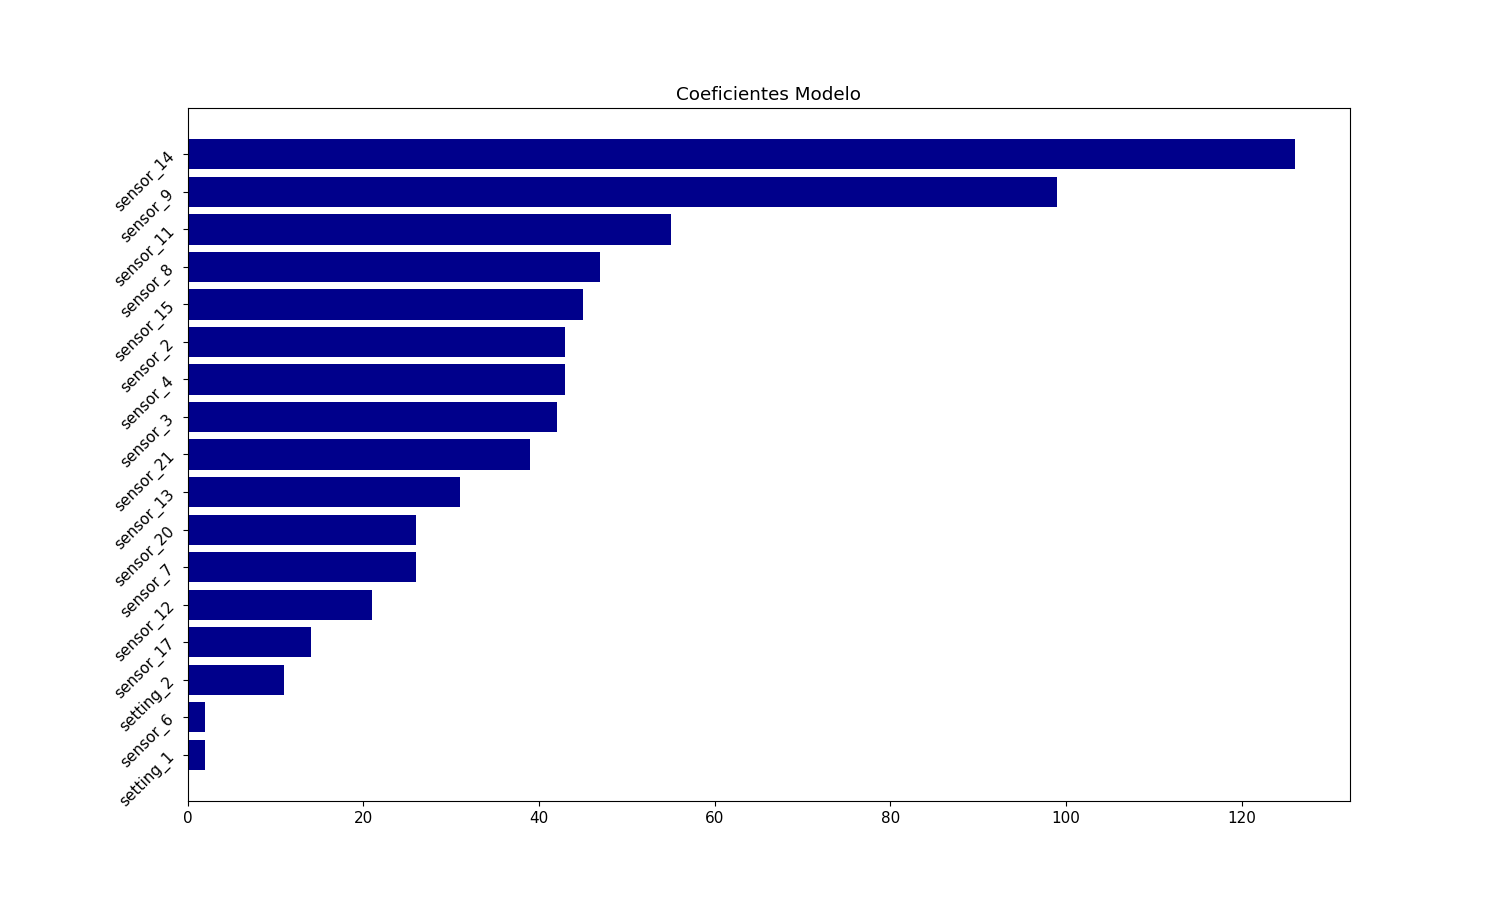 Coeficientes Modelo
sensor_14
sensor_9
sensor_11
sensor_8
sensor_15
sensor_2
sensor_4
sensor_3
sensor_21
sensor_13
sensor_20
sensor_7
sensor_12
sensor_17
setting_2
sensor_6
setting_1
0 20 40 60 80 100 120